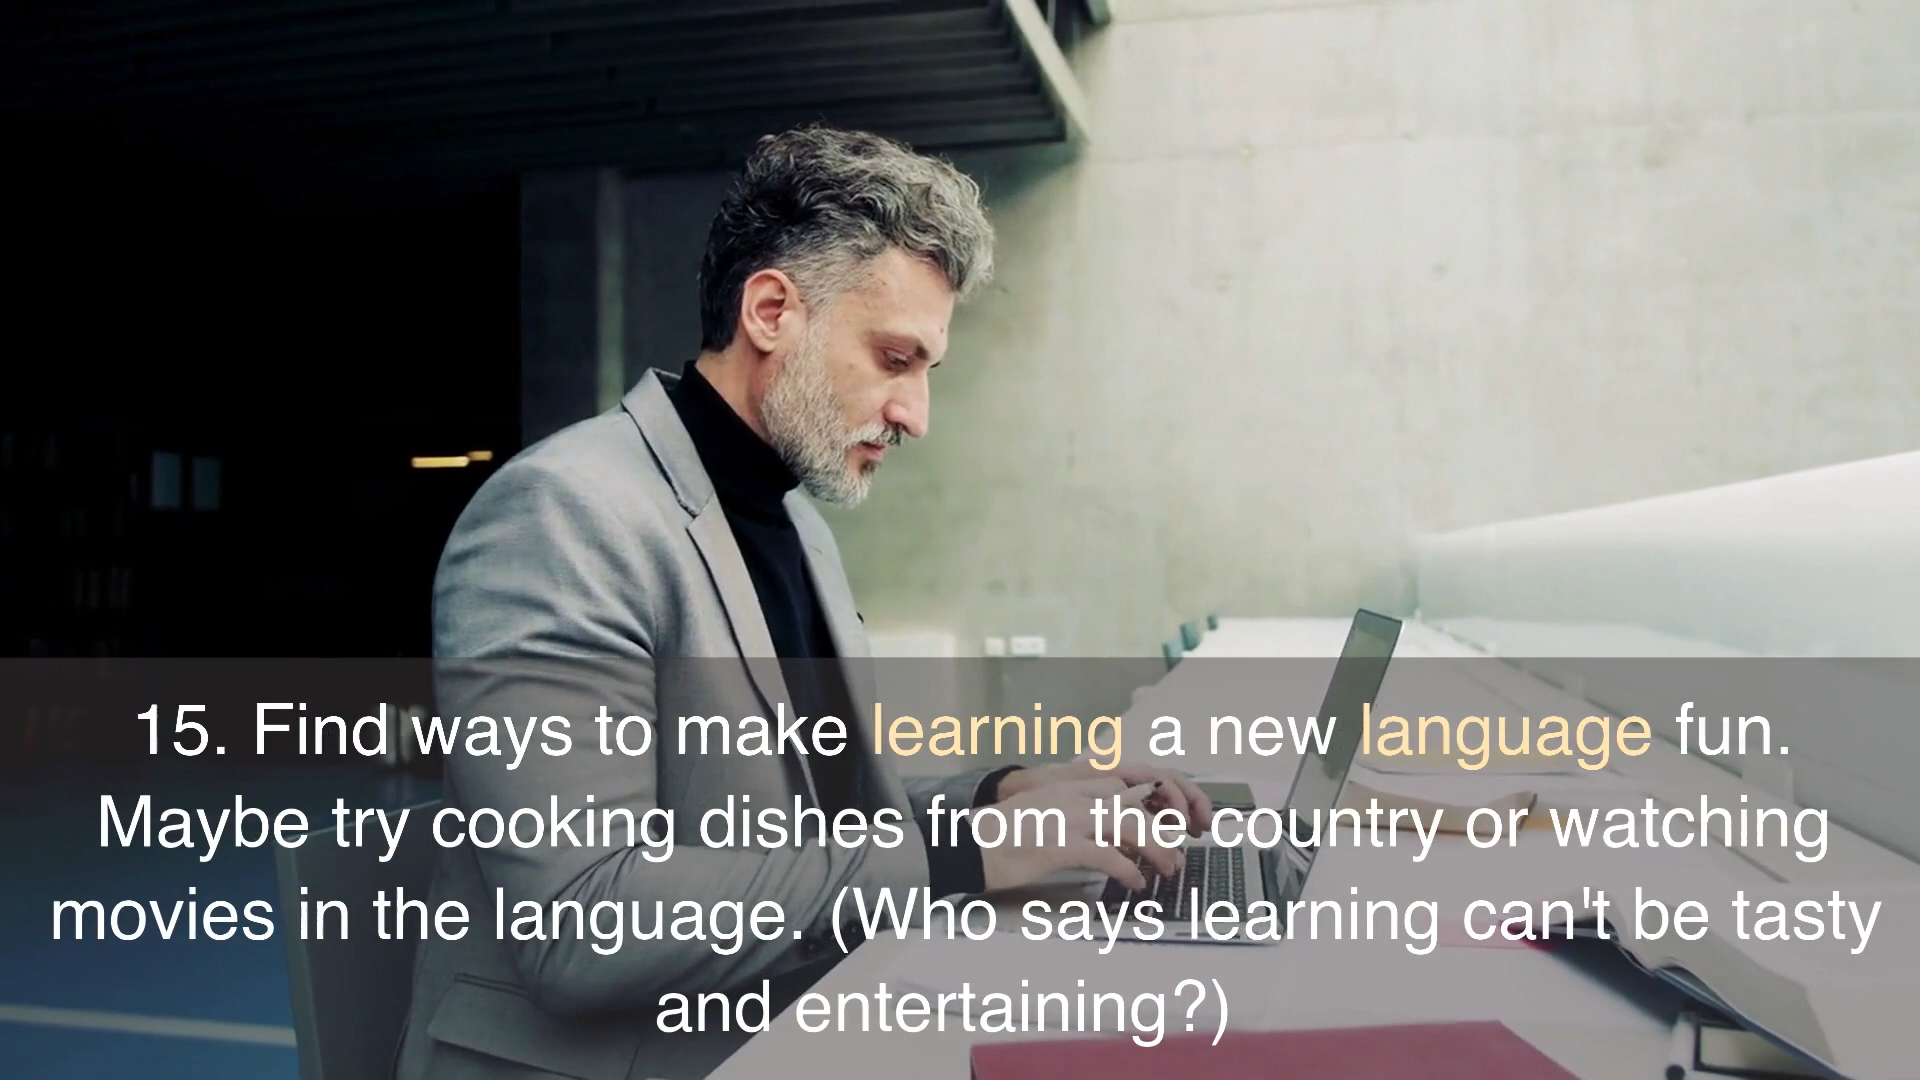 15. Find ways to make learning a new language fun.
Maybe try cooking dishes from the country or watching
movies in the language. (Who says learning can't be tasty
and entertaining?)